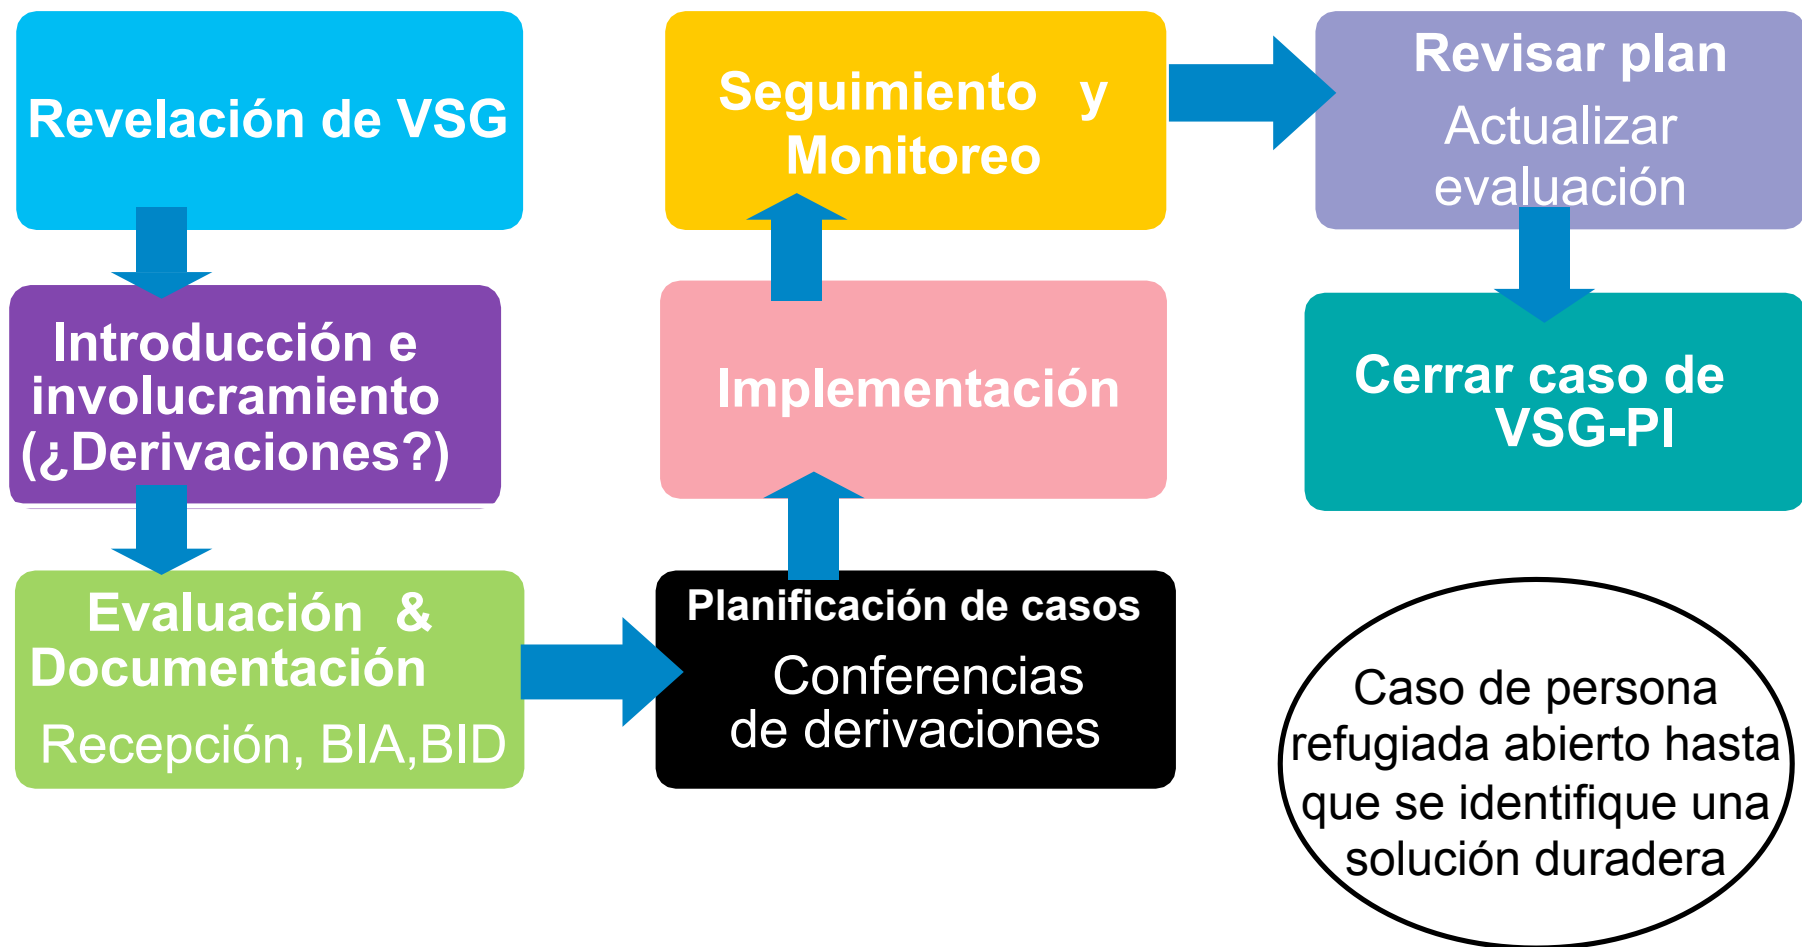 Revelación de VSG
Introducción e
involucramiento
(¿Derivaciones?)
Evaluación &
Documentación
Recepción, BIA,BID
Planificación de casos
Conferencias
de derivaciones
Implementación
Seguimiento y
Monitoreo
Revisar plan
Actualizar
evaluación
Cerrar caso de
VSG-PI
Caso de persona
refugiada abierto hasta
que se identifique una
solución duradera